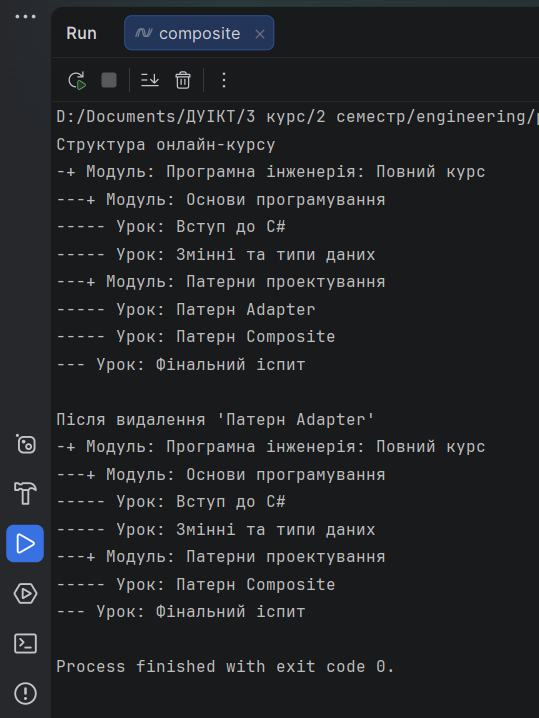 Run
composite
D:/Documents/ДУІКТ/3 курс/2 семестр/engineering/
Структура онлайн-курсу
-+ Модуль: Програмна інженерія: Повний курс
---+ Модуль: Основи програмування
----- Урок: Вступ до C#
----- Урок: Змінні та типи даних
---+ Модуль: Патерни проектування
----- Урок: Патерн Adapter
----- Урок: Патерн Composite
--- Урок: Фінальний іспит
Після видалення 'Патерн Adapter'
-+ Модуль: Програмна інженерія: Повний курс
---+ Модуль: Основи програмування
----- Урок: Вступ до C#
----- Урок: Змінні та типи даних
---+ Модуль: Патерни проектування
----- Урок: Патерн Composite
--- Урок: Фінальний іспит
Process finished with exit code 0.